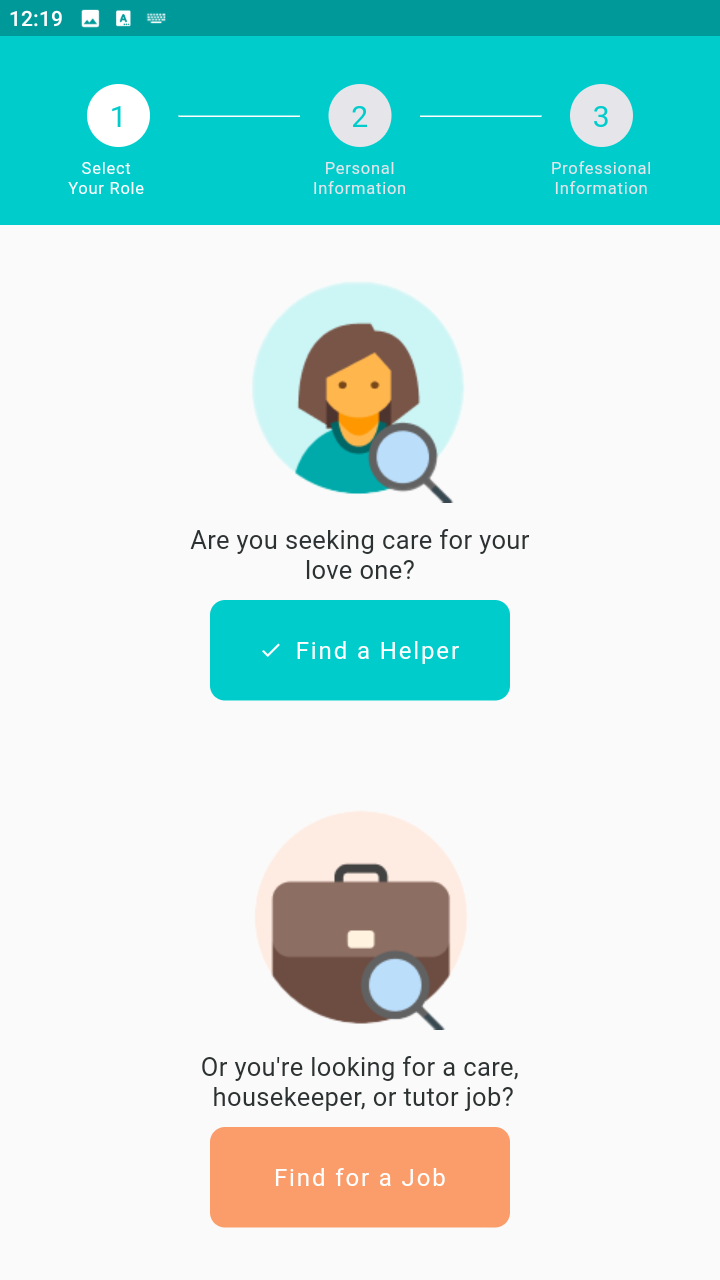 12:19
1
2
3
Select
Your Role
Personal
Information
Professional
Information
Are you seeking care for your
love one?
Find a Helper
Or you're looking for a care,
housekeeper, or tutor job?
Find for a Job